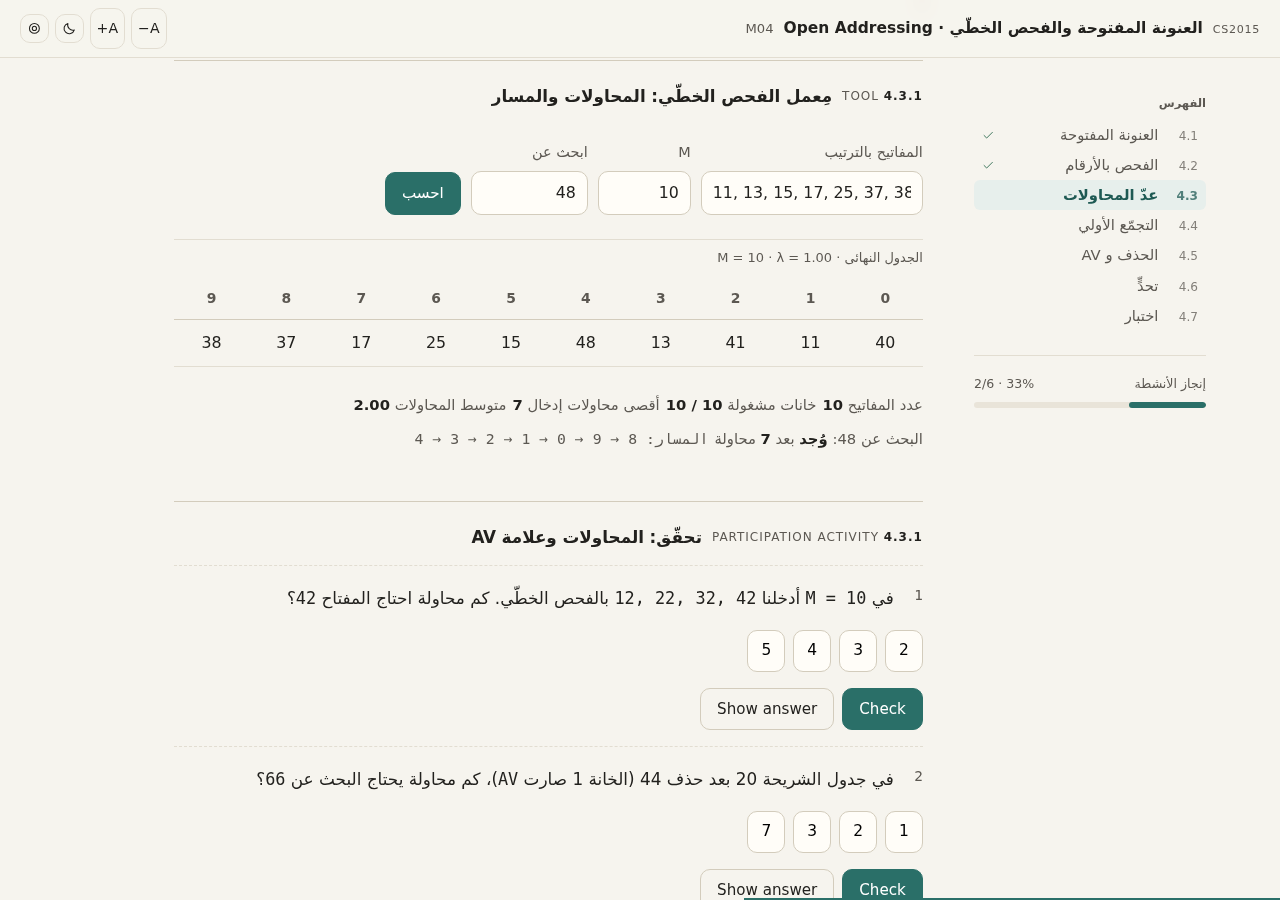 CS2015 العنونة المفتوحة والفحص الخطّي · Open Addressing M04
−A +A
الفهرس
4.1 العنونة المفتوحة
4.2 الفحص بالأرقام
4.3 عدّ المحاولات
4.4 التجمّع الأولي
4.5 الحذف و AV
4.6 تحدٍّ
4.7 اختبار
إنجاز الأنشطة 2/6 · 33%
TOOL 4.3.1 مِعمل الفحص الخطّي: المحاولات والمسار
المفاتيح بالترتيب M ابحث عن
11, 13, 15, 17, 25, 37, 38 10 48 احسب
الجدول النهائي · M = 10 · λ = 1.00
0 1 2 3 4 5 6 7 8 9
40 11 41 13 48 15 25 17 37 38
عدد المفاتيح 10 خانات مشغولة 10 / 10 أقصى محاولات إدخال 7 متوسط المحاولات 2.00
البحث عن 48: وُجد بعد 7 محاولة المسار: 8 → 9 → 0 → 1 → 2 → 3 → 4
PARTICIPATION ACTIVITY 4.3.1 تحقّق: المحاولات وعلامة AV
1 في M = 10 أدخلنا 12, 22, 32, 42 بالفحص الخطّي. كم محاولة احتاج المفتاح 42؟
2 3 4 5
Check Show answer
2 في جدول الشريحة 20 بعد حذف 44 (الخانة 1 صارت AV)، كم محاولة يحتاج البحث عن 66؟
1 2 3 7
Check Show answer